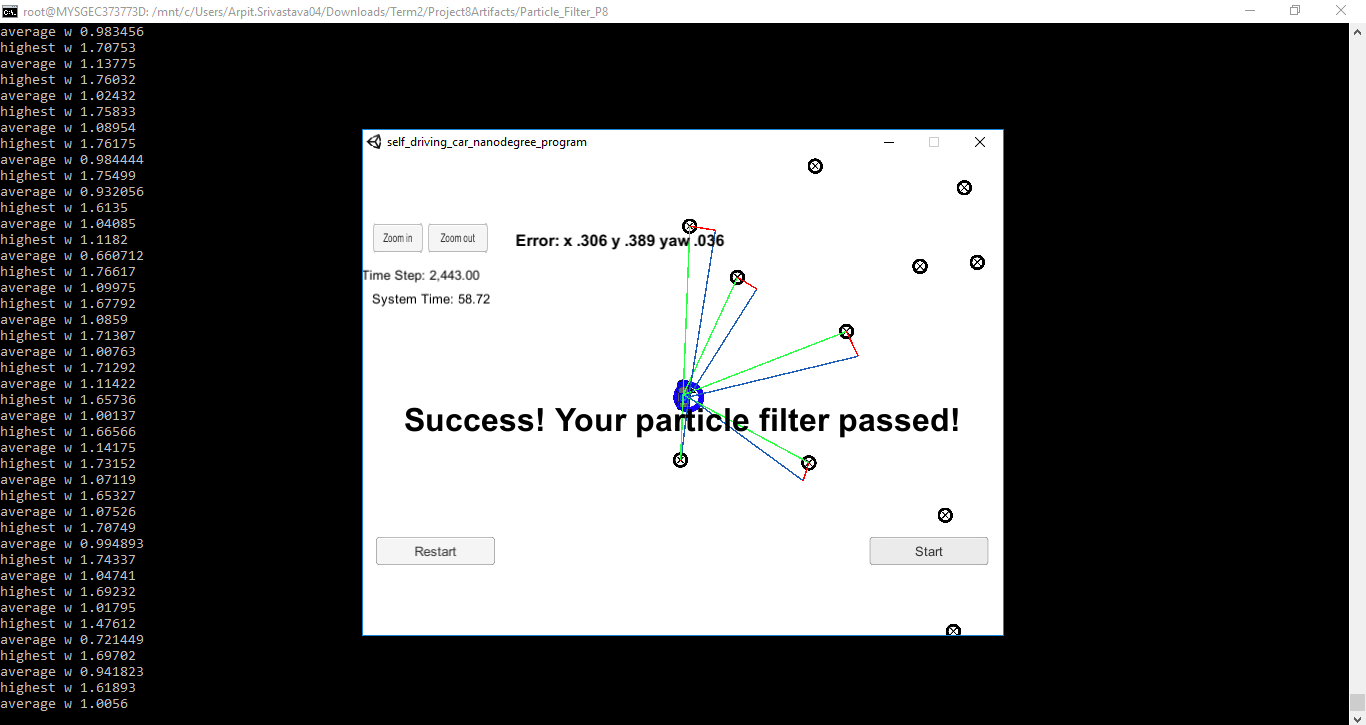 root@MYSGEC373773D: /mnt/c/Users/Arpit.Srivastava04/Downloads/Term2/Project8Artifacts/Particle_Filter_P8
average w 0.983456
highest w 1.70753
average w 1.13775
highest w 1.76032
average w 1.02432
highest w 1.75833
average w 1.08954
highest w 1.76175
average w 0.984444
highest w 1.75499
average w 0.932056
highest w 1.6135
average w 1.04085
highest w 1.1182
average w 0.660712
highest w 1.76617
average w 1.09975
highest w 1.67792
average w 1.0859
highest w 1.71307
average w 1.00763
highest w 1.71292
average w 1.11422
highest w 1.65736
average w 1.00137
highest w 1.66566
average w 1.14175
highest w 1.73152
average w 1.07119
highest w 1.65327
average w 1.07526
highest w 1.70749
average w 0.994893
highest w 1.74337
average w 1.04741
highest w 1.69232
average w 1.01795
highest w 1.47612
average w 0.721449
highest w 1.69702
average w 0.941823
highest w 1.61893
average w 1.0056
self_driving_car_nanodegree_program
Zoom in Zoom out
Error: x .306 y .389 yaw .036
Time Step: 2,443.00
System Time: 58.72
Success! Your particle filter passed!
Restart
Start